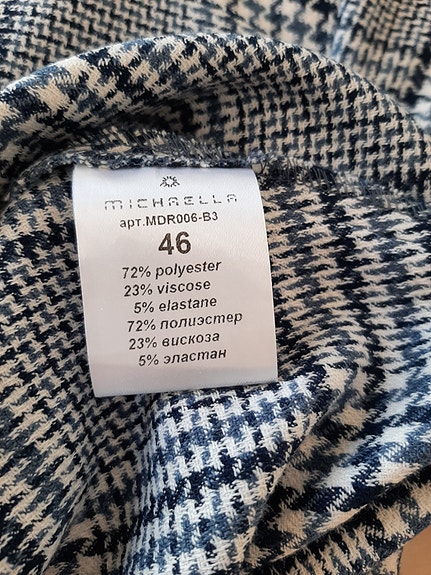 MICHAELLA
арт.MDR006-B3
46
72% polyester
23% viscose
5% elastane
72% полиэстер
23% вискоза
5% эластан